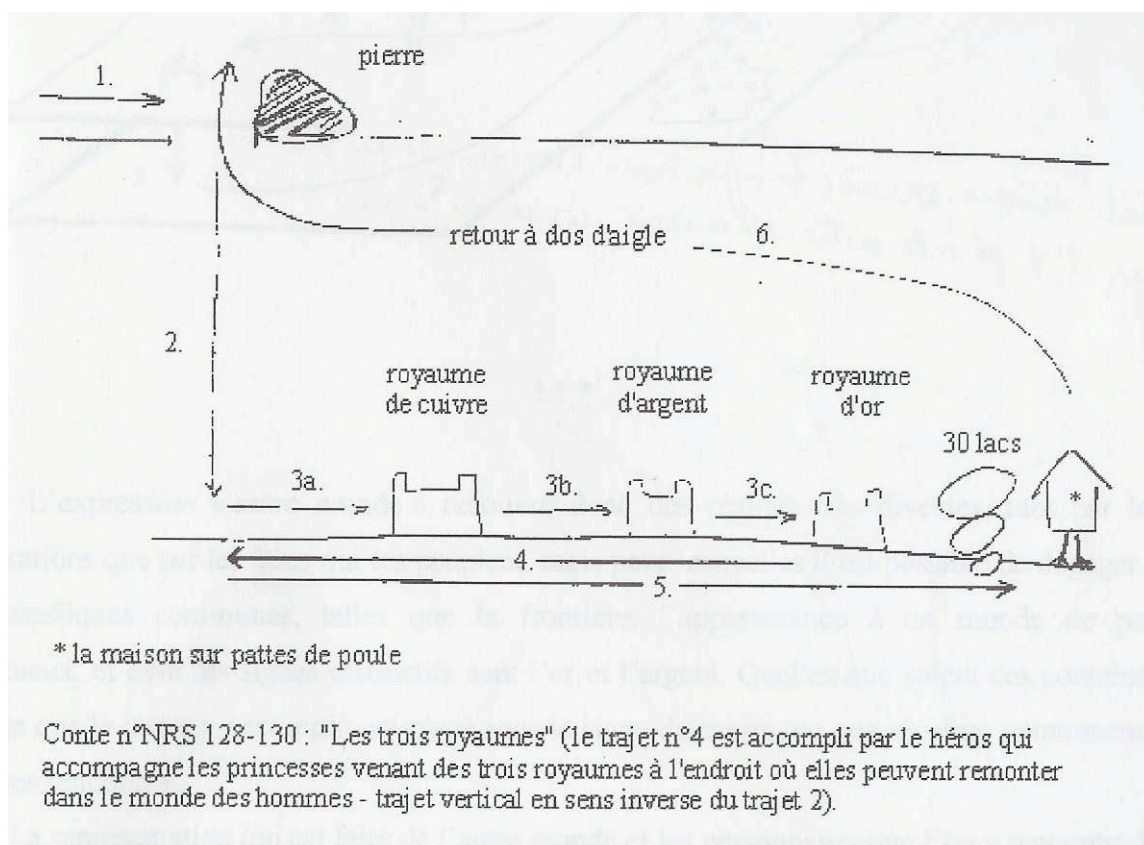 pierre
1.
retour à dos d'aigle
6.
2.
royaume
de cuivre
royaume
d'argent
royaume
d'or
30 lacs
3a.
3b.
3c.
*
4.
5.
* la maison sur pattes de poule
Conte n°NRS 128-130 : "Les trois royaumes" (le trajet n°4 est accompli par le héros qui
accompagne les princesses venant des trois royaumes à l'endroit où elles peuvent remonter
dans le monde des hommes - trajet vertical en sens inverse du trajet 2).